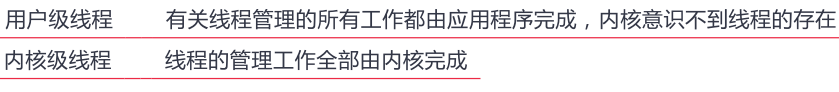 用户级线程 有关线程管理的所有工作都由应用程序完成，内核意识不到线程的存在
内核级线程 线程的管理工作全部由内核完成